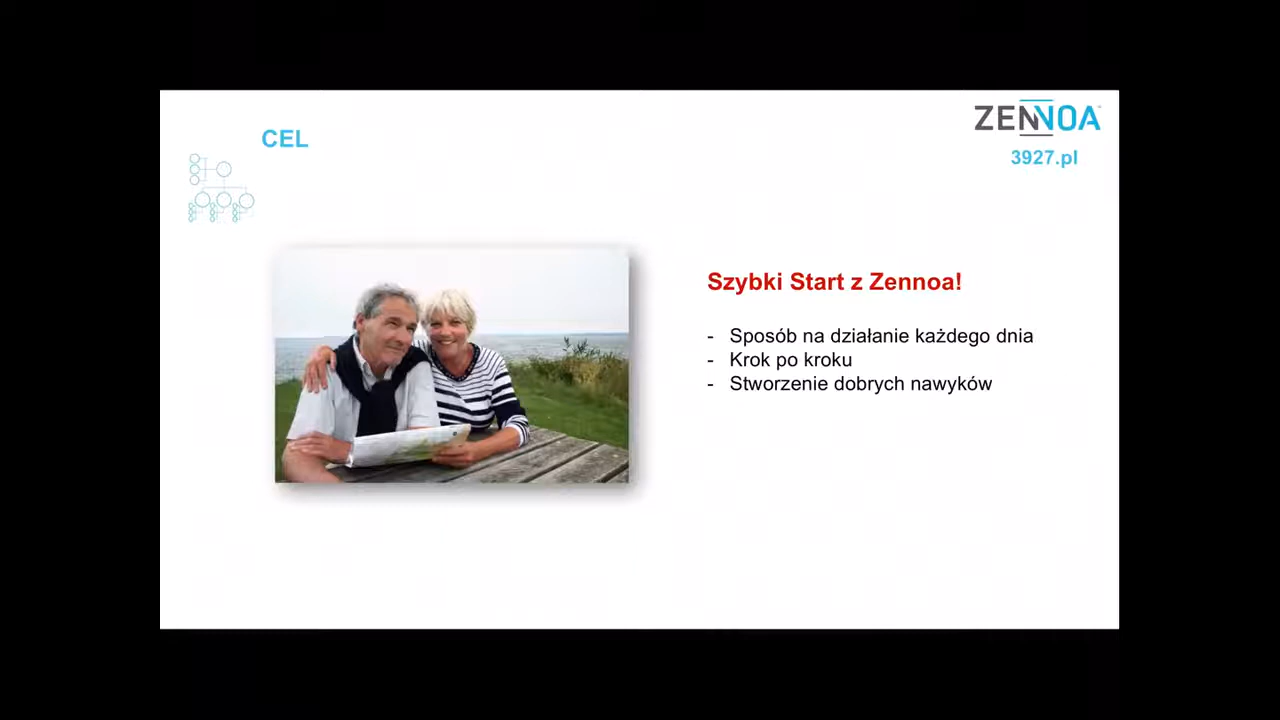 CEL
ZENNOA
3927.pl
Szybki Start z Zennoa!
- Sposób na działanie każdego dnia
- Krok po kroku
- Stworzenie dobrych nawyków